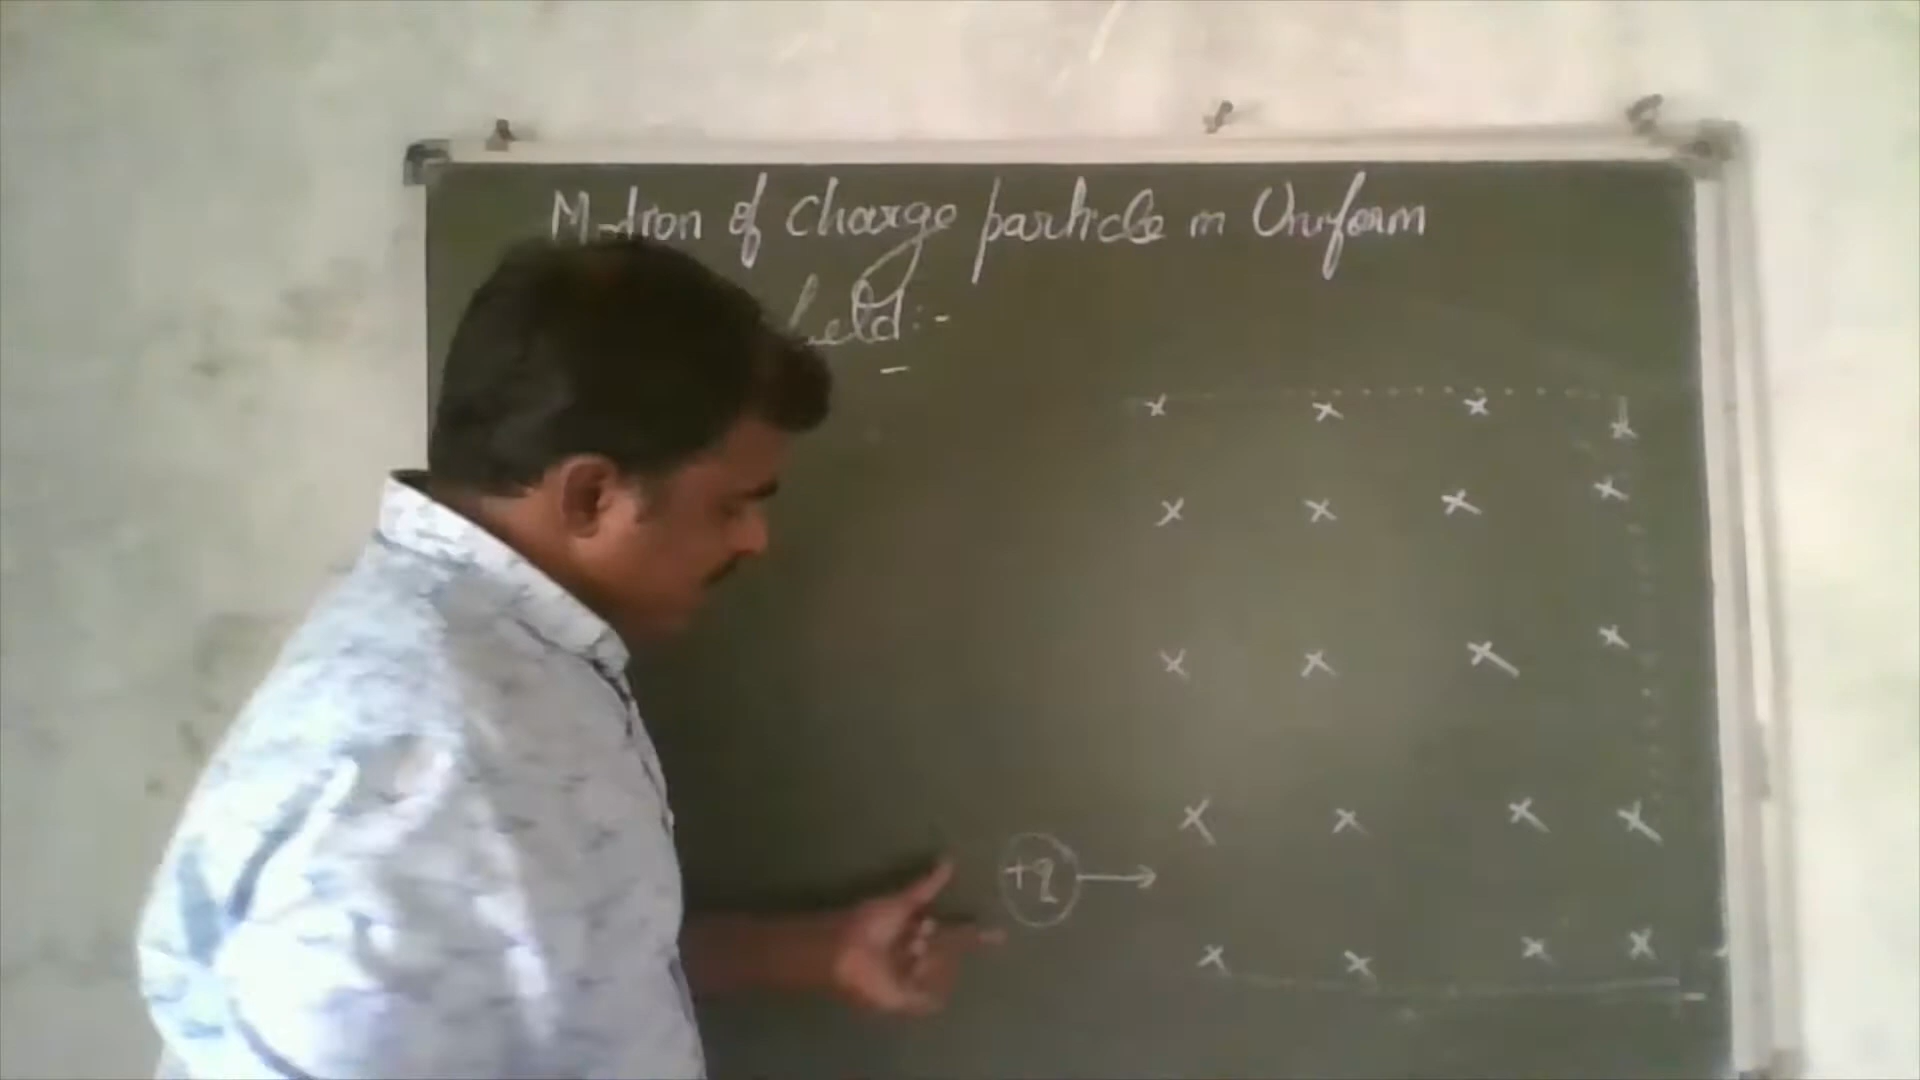 Motion of charge particle in Uniform
field:-
+q